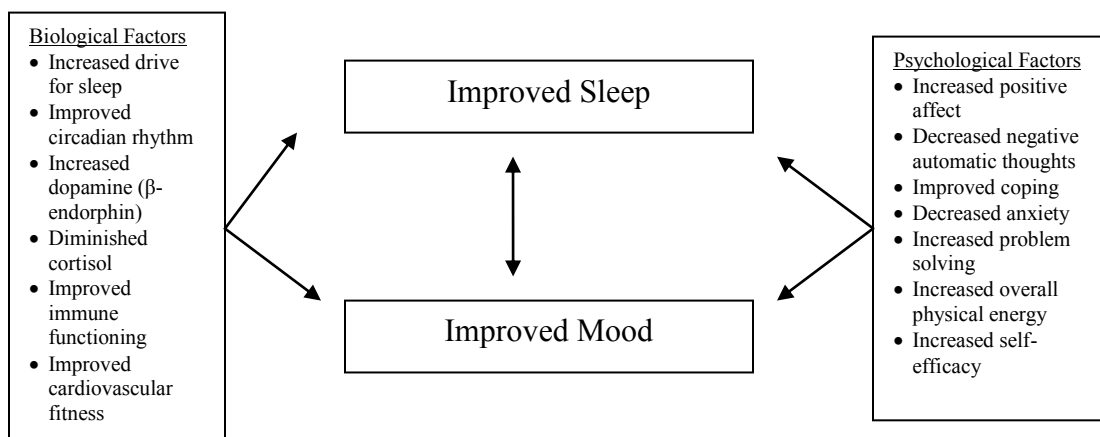 Biological Factors
• Increased drive
for sleep
• Improved
circadian rhythm
• Increased
dopamine (β-
endorphin)
• Diminished
cortisol
• Improved
immune
functioning
• Improved
cardiovascular
fitness
Improved Sleep
Improved Mood
Psychological Factors
• Increased positive
affect
• Decreased negative
automatic thoughts
• Improved coping
• Decreased anxiety
• Increased problem
solving
• Increased overall
physical energy
• Increased self-
efficacy